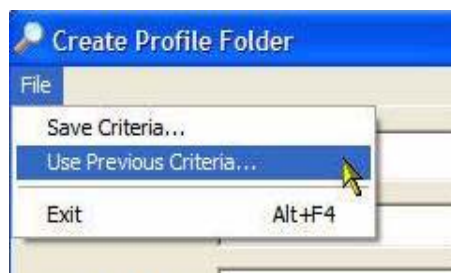 Create Profile Folder
File
Save Criteria...
Use Previous Criteria...
Exit Alt+F4